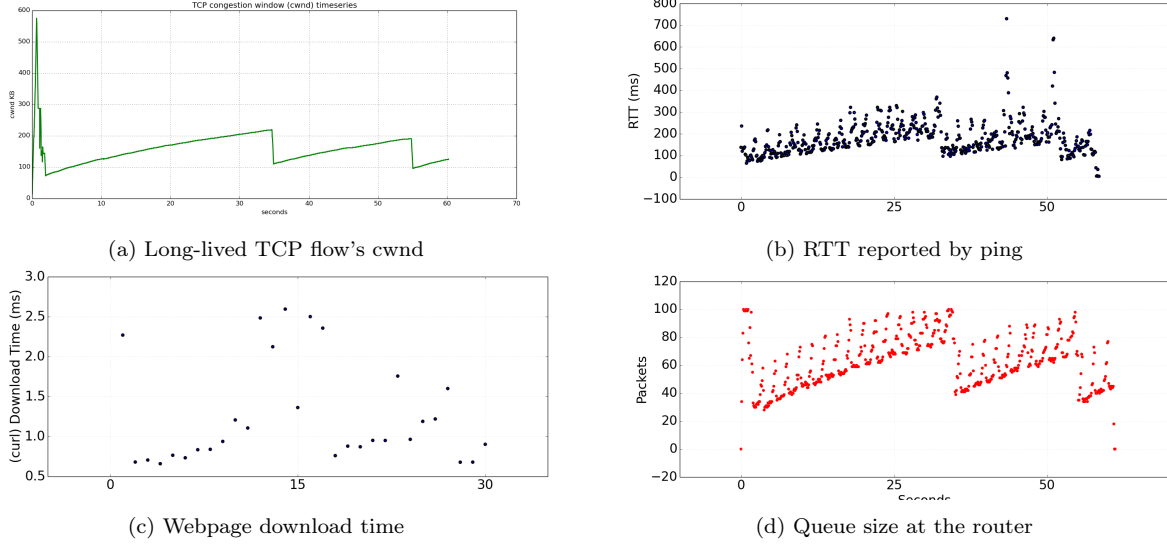 TCP congestion window (cwnd) timeseries
600
500
400
300
200
100
0
cwnd KB
0 10 20 30 40 50 60 70
seconds
(a) Long-lived TCP flow's cwnd
800
700
600
500
400
300
200
100
0
−100
RTT (ms)
0 25 50
(b) RTT reported by ping
3.0
2.5
2.0
1.5
1.0
0.5
(curl) Download Time (ms)
0 15 30
(c) Webpage download time
120
100
80
60
40
20
0
−20
Packets
0 25 50
Seconds
(d) Queue size at the router